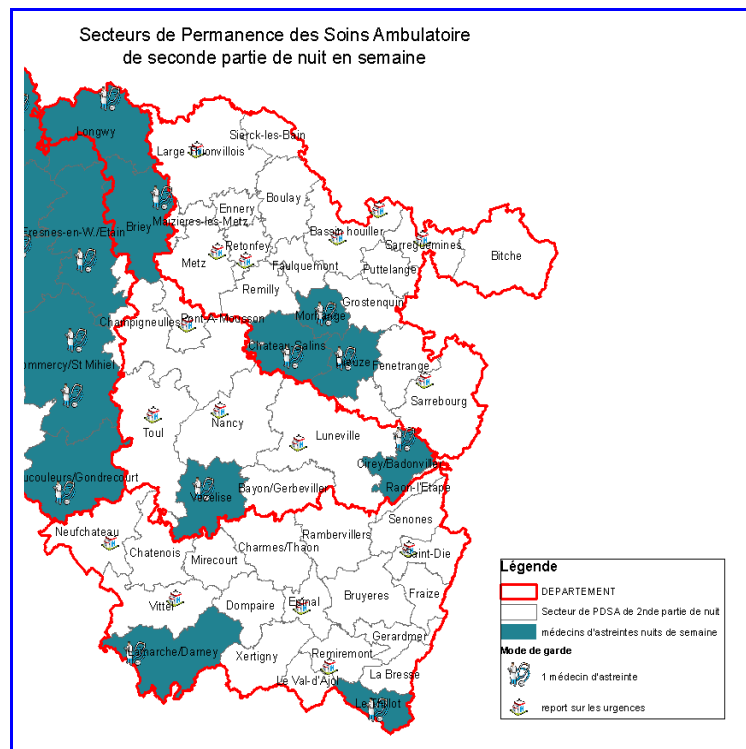 Secteurs de Permanence des Soins Ambulatoire
de seconde partie de nuit en semaine
Longwy
Sierck-les-Bain
Large-Thionvillois
Boulay
Briey
Ennery
Maizieres-les-Metz
Bassin houiller
Sarreguemines
Bitche
Fresnes-en-W./Etain
Retonfey
Metz
Faulquemont
Puttelange
Remilly
Grostenquin
Morhange
Pont-A-Mousson
Champigneulles
Chateau-Salins
Dieuze
Fenetrange
ommercy/St Mihiel
Sarrebourg
Nancy
Toul
Luneville
Cirey/Badonviller
ucouleurs/Gondrecourt
Vezelise
Bayon/Gerbeviller
Raon-l'Etape
Senones
Neufchateau
Rambervillers
Chatenois
Charmes/Thaon
Saint-Die
Mirecourt
Bruyeres
Fraize
Vittel
Dompaire
Epinal
Gerardmer
Lamarche/Darney
Xertigny
Remiremont
Le Val-d'Ajol
La Bresse
Le Thillot
Légende
DEPARTEMENT
Secteur de PDSA de 2nde partie de nuit
médecins d'astreintes nuits de semaine
Mode de garde
1 médecin d'astreinte
report sur les urgences